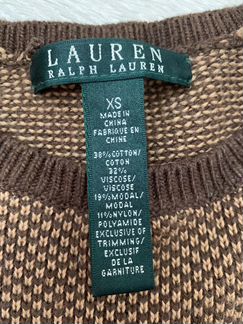 LAUREN
RALPH LAUREN
XS
MADE IN
CHINA
FABRIQUE EN
CHINE
38%COTTON/
COTON
32%
VISCOSE/
VISCOSE
19%MODAL/
MODAL
11%NYLON/
POLYAMIDE
EXCLUSIVE OF
TRIMMING/
EXCLUSIF
DE LA
GARNITURE